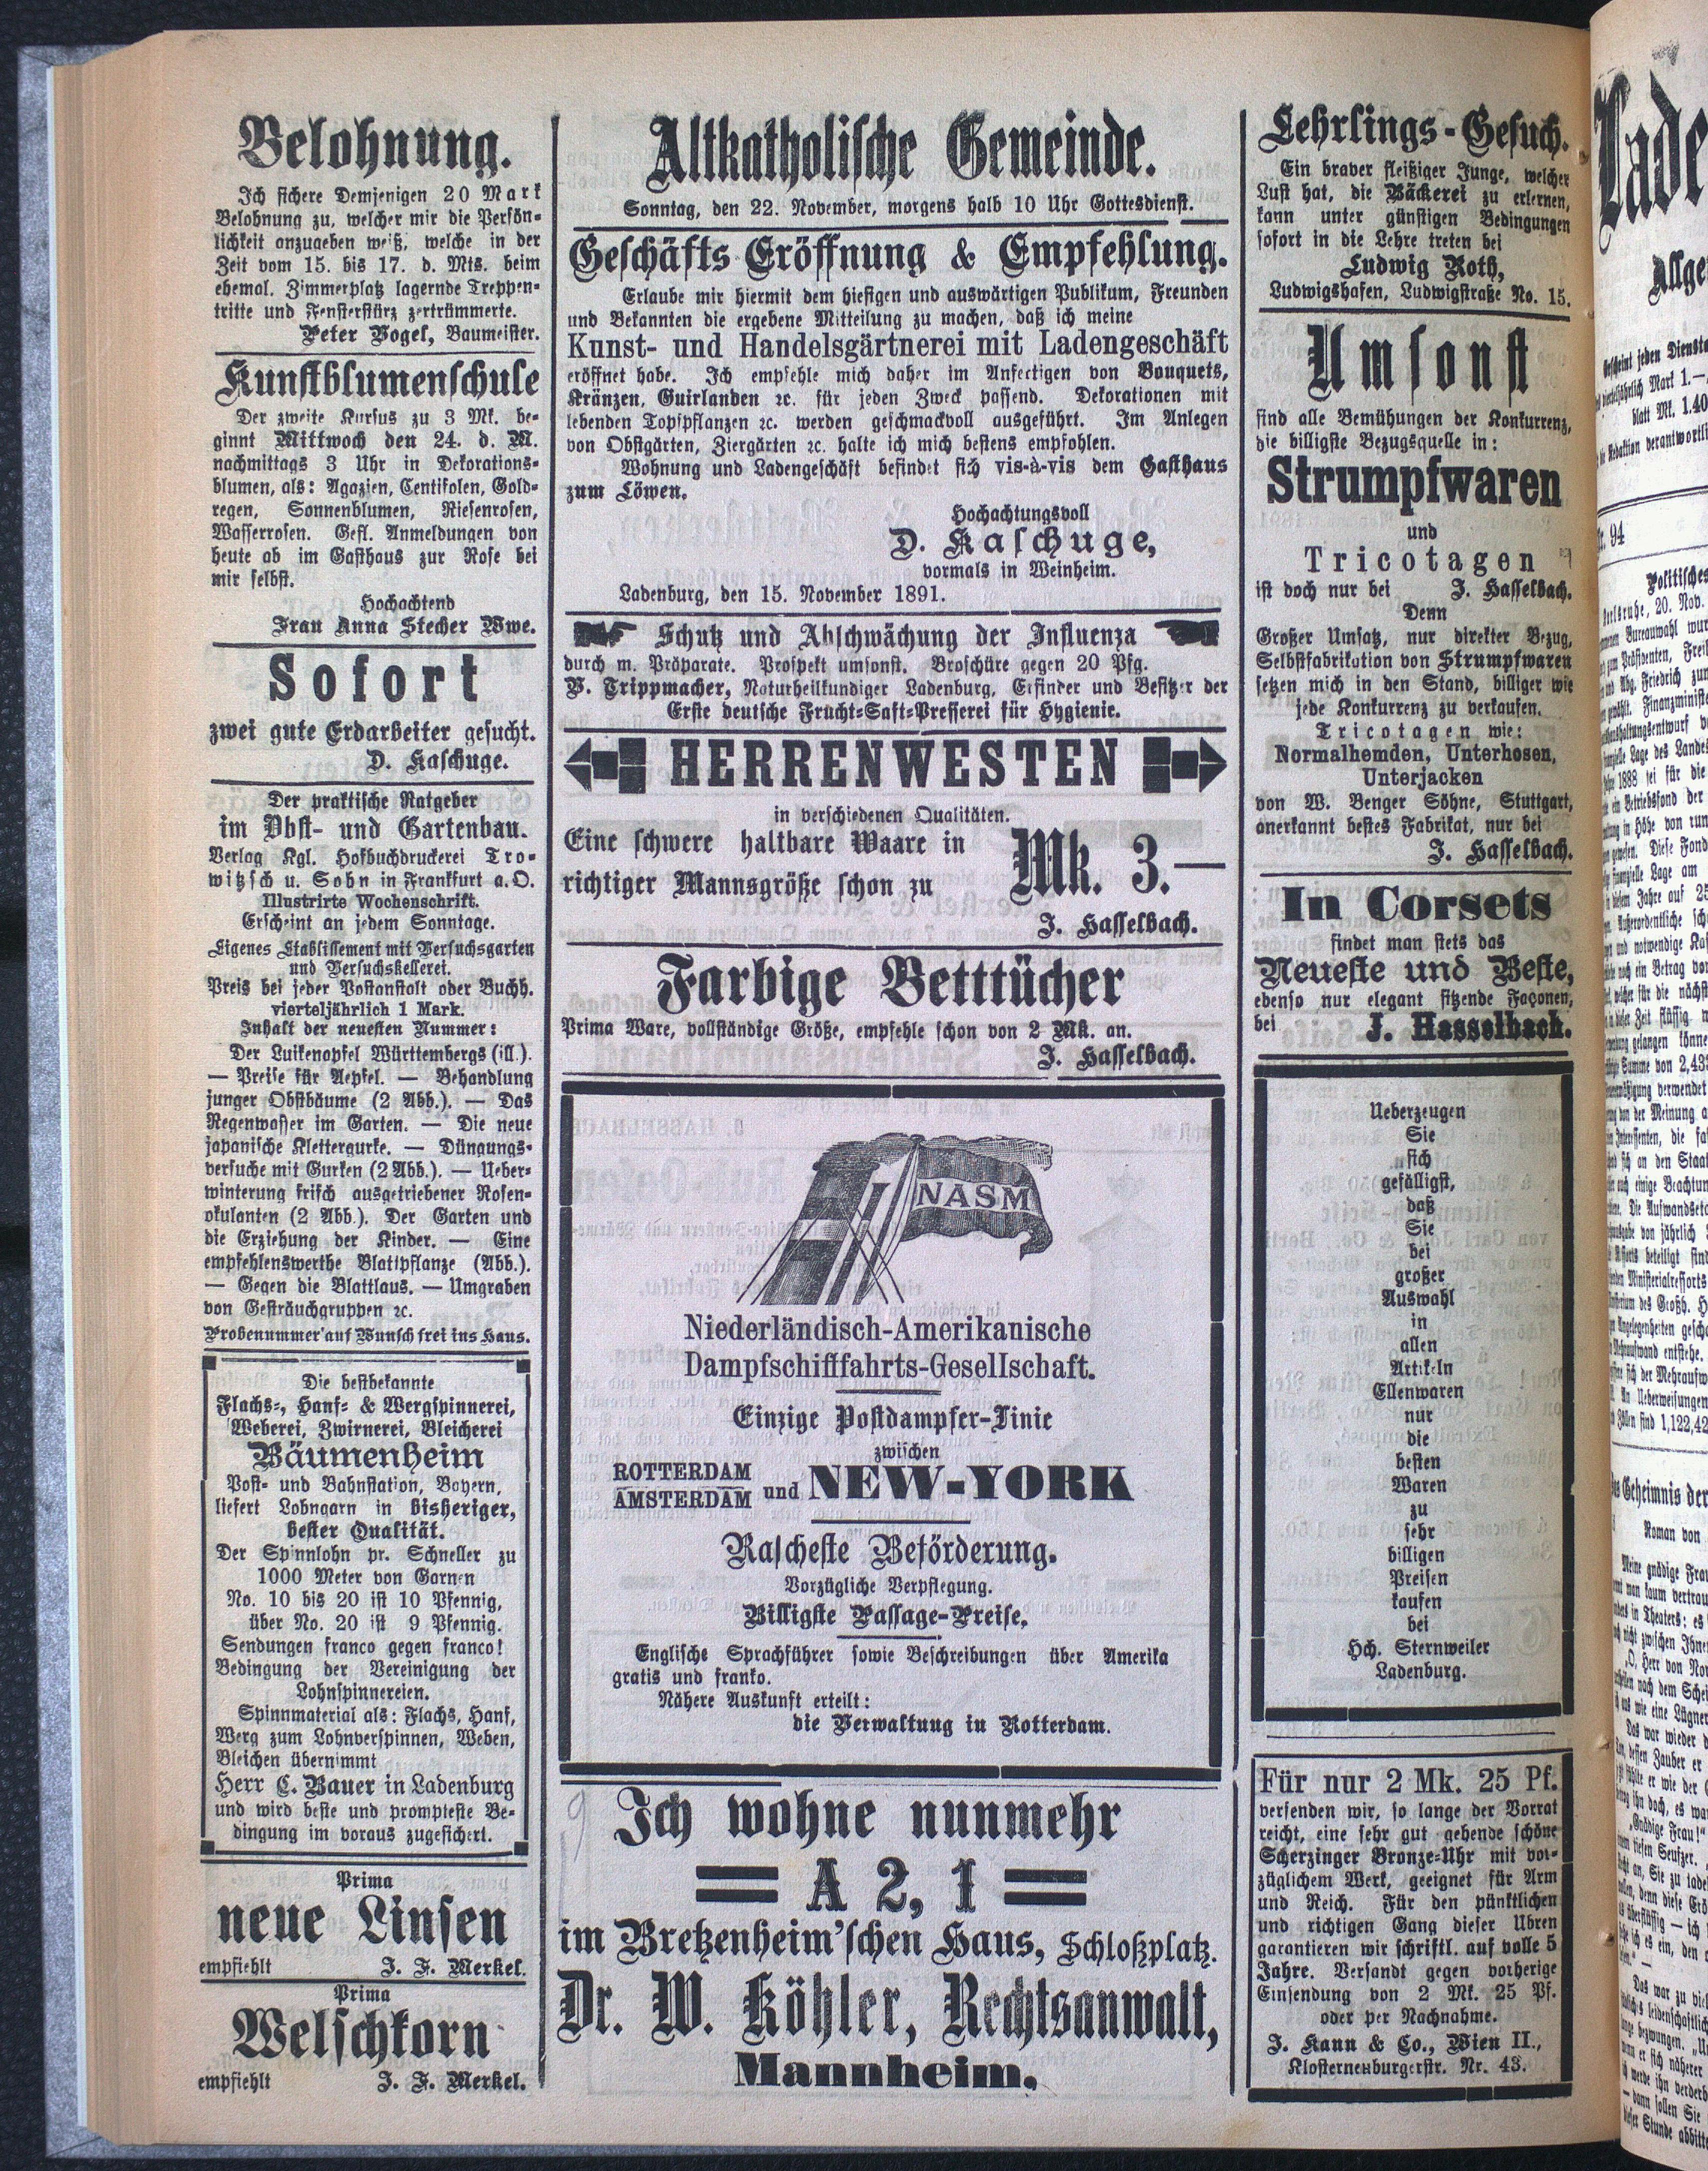 Belohnung.
Ich sichere Demjenigen 20 Mark
Belohnung zu, welcher mir die Persön-
lichkeit anzugeben weiß, welche in der
Zeit vom 15. bis 17. d. Mts. beim
ehemal. Zimmerplatz lagernde Treppen-
tritte und Fensterstürz zertrümmerte.
Peter Vogel, Baumeister.
Kunstblumenschule
Der zweite Kursus zu 3 Mk. be-
ginnt Mittwoch den 24. d. M.
nachmittags 3 Uhr in Dekorations-
blumen, als: Agazien, Centifolen, Gold-
regen, Sonnenblumen, Riesenrosen,
Wasserrosen. Gefl. Anmeldungen von
heute ab im Gasthaus zur Rose bei
mir selbst.
Hochachtend
Frau Anna Stecher Wwe.
Sofort
zwei gute Erdarbeiter gesucht.
D. Kaschuge.
Der praktische Ratgeber
im Obst- und Gartenbau.
Verlag Kgl. Hofbuchdruckerei Tro-
witzsch u. Sohn in Frankfurt a. O.
Illustrirte Wochenschrift.
Erscheint an jedem Sonntage.
Eigenes Etablissement mit Versuchsgarten
und Versuchskellerei.
Preis bei jeder Postanstalt oder Buchh.
vierteljährlich 1 Mark.
Inhalt der neuesten Nummer:
Der Luikenapfel Württembergs (ill.).
— Preise für Aepfel. — Behandlung
junger Obstbäume (2 Abb.). — Das
Regenwasser im Garten. — Die neue
japanische Klettergurke. — Düngungs-
versuche mit Gurken (2 Abb.). — Ueber-
winterung frisch ausgetriebener Rosen-
okulanten (2 Abb.). Der Garten und
die Erziehung der Kinder. — Eine
empfehlenswerthe Blattpflanze (Abb.).
— Gegen die Blattlaus. — Umgraben
von Gesträuchgruppen ꝛc.
Probenummer auf Wunsch frei ins Haus.
Die bestbekannte
Flachs-, Hanf- & Wergspinnerei,
Weberei, Zwirnerei, Bleicherei
Bäumenheim
Post- und Bahnstation, Bayern,
liefert Lohngarn in bisheriger,
bester Qualität.
Der Spinnlohn pr. Schneller zu
1000 Meter von Garnen
No. 10 bis 20 ist 10 Pfennig,
über No. 20 ist 9 Pfennig.
Sendungen franco gegen franco!
Bedingung der Vereinigung der
Lohnspinnereien.
Spinnmaterial als: Flachs, Hanf,
Werg zum Lohnverspinnen, Weben,
Bleichen übernimmt
Herr C. Bauer in Ladenburg
und wird beste und prompteste Be-
dingung im voraus zugesichert.
Prima
neue Linsen
empfiehlt J. F. Merkel.
Prima
Welschkorn
empfiehlt J. F. Merkel.
Altkatholische Gemeinde.
Sonntag, den 22. November, morgens halb 10 Uhr Gottesdienst.
Geschäfts Eröffnung & Empfehlung.
Erlaube mir hiermit dem hiesigen und auswärtigen Publikum, Freunden
und Bekannten die ergebene Mitteilung zu machen, daß ich meine
Kunst- und Handelsgärtnerei mit Ladengeschäft
eröffnet habe. Ich empfehle mich daher im Anfertigen von Bouquets,
Kränzen, Guirlanden ꝛc. für jeden Zweck passend. Dekorationen mit
lebenden Topfpflanzen ꝛc. werden geschmackvoll ausgeführt. Im Anlegen
von Obstgärten, Ziergärten ꝛc. halte ich mich bestens empfohlen.
Wohnung und Ladengeschäft befindet sich vis-à-vis dem Gasthaus
zum Löwen.
Hochachtungsvoll
D. Kaschuge,
vormals in Weinheim.
Ladenburg, den 15. November 1891.
Schutz und Abschwächung der Influenza
durch m. Präparate. Prospekt umsonst. Broschüre gegen 20 Pfg.
P. Trippmacher, Naturheilkundiger Ladenburg, Erfinder und Besitzer der
Erste deutsche Frucht-Saft-Presserei für Hygienie.
HERRENWESTEN
in verschiedenen Qualitäten.
Eine schwere haltbare Waare in
richtiger Mannsgröße schon zu Mk. 3.—
J. Hasselbach.
Farbige Betttücher
Prima Ware, vollständige Größe, empfehle schon von 2 Mk. an.
J. Hasselbach.
NASM
Niederländisch-Amerikanische
Dampfschifffahrts-Gesellschaft.
Einzige Postdampfer-Linie
zwischen
ROTTERDAM
AMSTERDAM und NEW-YORK
Rascheste Beförderung.
Vorzügliche Verpflegung.
Billigste Passage-Preise.
Englische Sprachführer sowie Beschreibungen über Amerika
gratis und franko.
Nähere Auskunft erteilt:
die Verwaltung in Rotterdam.
Ich wohne nunmehr
= A 2, 1 =
im Bretzenheim'schen Haus, Schloßplatz.
Dr. W. Köhler, Rechtsanwalt,
Mannheim.
Lehrlings-Gesuch.
Ein braver fleißiger Junge, welcher
Lust hat, die Bäckerei zu erlernen,
kann unter günstigen Bedingungen
sofort in die Lehre treten bei
Ludwig Roth,
Ludwigshafen, Ludwigstraße No. 15.
Umsonst
sind alle Bemühungen der Konkurrenz,
die billigste Bezugsquelle in:
Strumpfwaren
und
Tricotagen
ist doch nur bei J. Hasselbach.
Denn
Großer Umsatz, nur direkter Bezug,
Selbstfabrikation von Strumpfwaren
setzen mich in den Stand, billiger wie
jede Konkurrenz zu verkaufen.
Tricotagen wie:
Normalhemden, Unterhosen,
Unterjacken
von W. Benger Söhne, Stuttgart,
anerkannt bestes Fabrikat, nur bei
J. Hasselbach.
In Corsets
findet man stets das
Neueste und Beste,
ebenso nur elegant sitzende Façonen,
bei J. Hasselbach.
Ueberzeugen
Sie
sich
gefälligst,
daß
Sie
bei
großer
Auswahl
in
allen
Artikeln
Ellenwaren
nur
die
besten
Waren
zu
sehr
billigen
Preisen
kaufen
bei
Hch. Sternweiler
Ladenburg.
Für nur 2 Mk. 25 Pf.
versenden wir, so lange der Vorrat
reicht, eine sehr gut gehende schöne
Scherzinger Bronze-Uhr mit vor-
züglichem Werk, geeignet für Arm
und Reich. Für den pünktlichen
und richtigen Gang dieser Uhren
garantieren wir schriftl. auf volle 5
Jahre. Versandt gegen vorherige
Einsendung von 2 Mk. 25 Pf.
oder per Nachnahme.
J. Kann & Co., Wien II.,
Klosterneuburgerstr. Nr. 43.